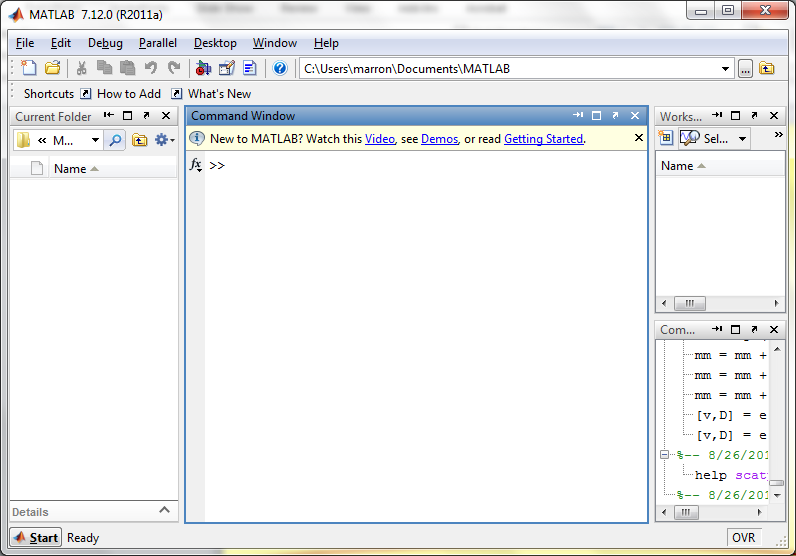 MATLAB 7.12.0 (R2011a)
File Edit Debug Parallel Desktop Window Help
C:\Users\marron\Documents\MATLAB
Shortcuts How to Add What's New
Current Folder
« M...
Name
Details
Command Window
New to MATLAB? Watch this Video, see Demos, or read Getting Started.
fx >>
Works...
Sel...
»
Name
Com...
mm = mm +
mm = mm +
mm = mm +
[v,D] = e
[v,D] = e
%-- 8/26/201
help scat
%-- 8/26/201
Start Ready
OVR